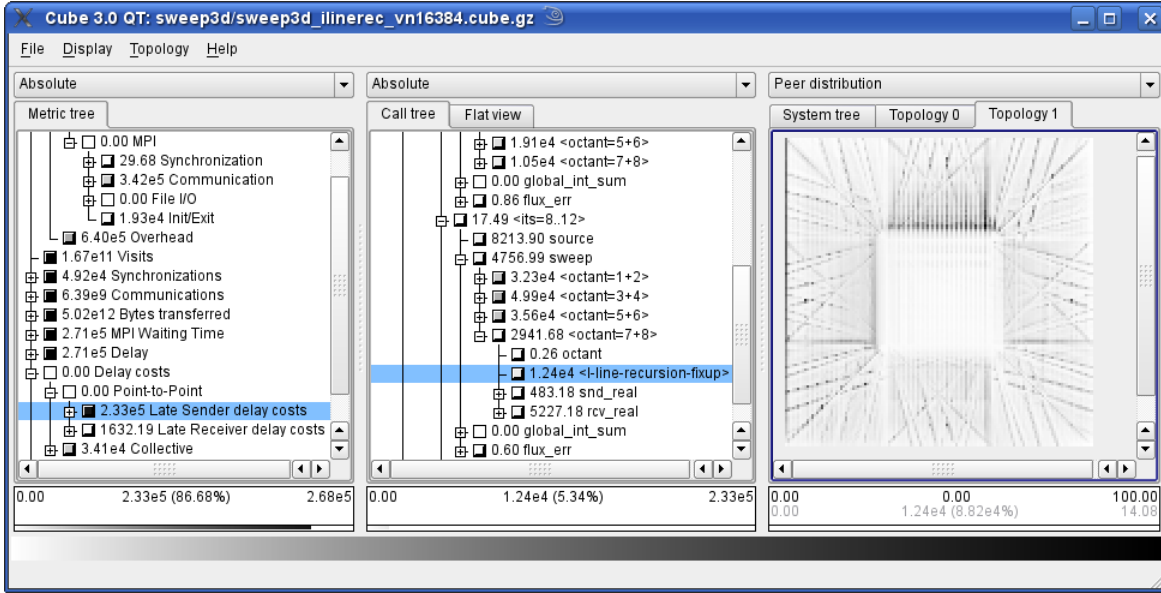 Cube 3.0 QT: sweep3d/sweep3d_ilinerec_vn16384.cube.gz
File Display Topology Help
Absolute
Metric tree
0.00 MPI
29.68 Synchronization
3.42e5 Communication
0.00 File I/O
1.93e4 Init/Exit
6.40e5 Overhead
1.67e11 Visits
4.92e4 Synchronizations
6.39e9 Communications
5.02e12 Bytes transferred
2.71e5 MPI Waiting Time
2.71e5 Delay
0.00 Delay costs
0.00 Point-to-Point
2.33e5 Late Sender delay costs
1632.19 Late Receiver delay costs
3.41e4 Collective
0.00 2.33e5 (86.68%) 2.68e5
Absolute
Call tree Flat view
1.91e4 <octant=5+6>
1.05e4 <octant=7+8>
0.00 global_int_sum
0.86 flux_err
17.49 <its=8..12>
8213.90 source
4756.99 sweep
3.23e4 <octant=1+2>
4.99e4 <octant=3+4>
3.56e4 <octant=5+6>
2941.68 <octant=7+8>
0.26 octant
1.24e4 <I-line-recursion-fixup>
483.18 snd_real
5227.18 rcv_real
0.00 global_int_sum
0.60 flux_err
0.00 1.24e4 (5.34%) 2.33e5
Peer distribution
System tree Topology 0 Topology 1
0.00 0.00 100.00
0.00 1.24e4 (8.82e4%) 14.08